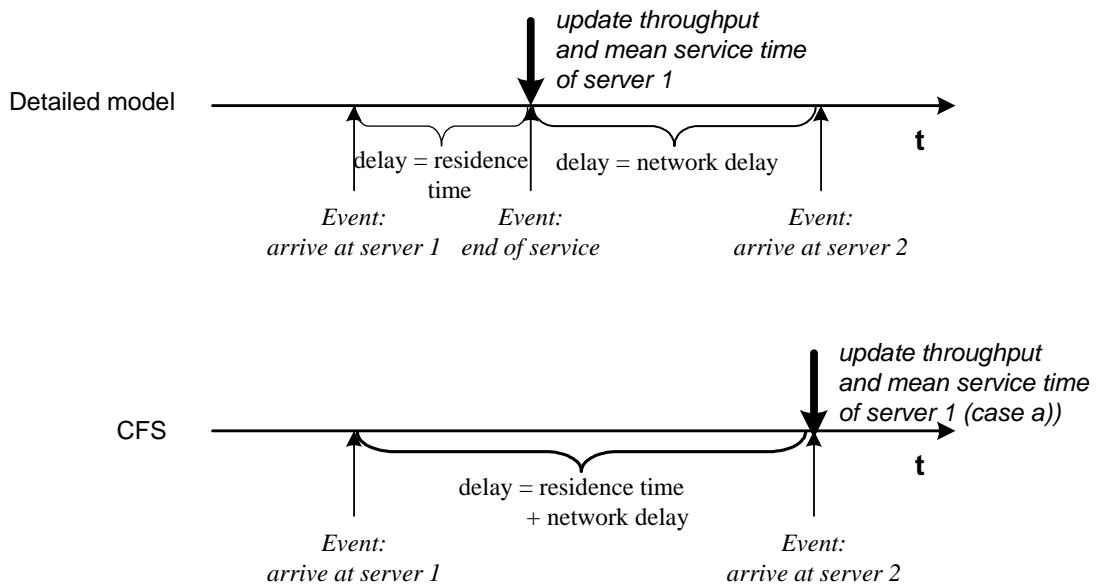 update throughput
and mean service time
of server 1
Detailed model
t
delay = residence
time
delay = network delay
Event:
arrive at server 1
Event:
end of service
Event:
arrive at server 2
update throughput
and mean service time
of server 1 (case a))
CFS
t
delay = residence time
+ network delay
Event:
arrive at server 1
Event:
arrive at server 2